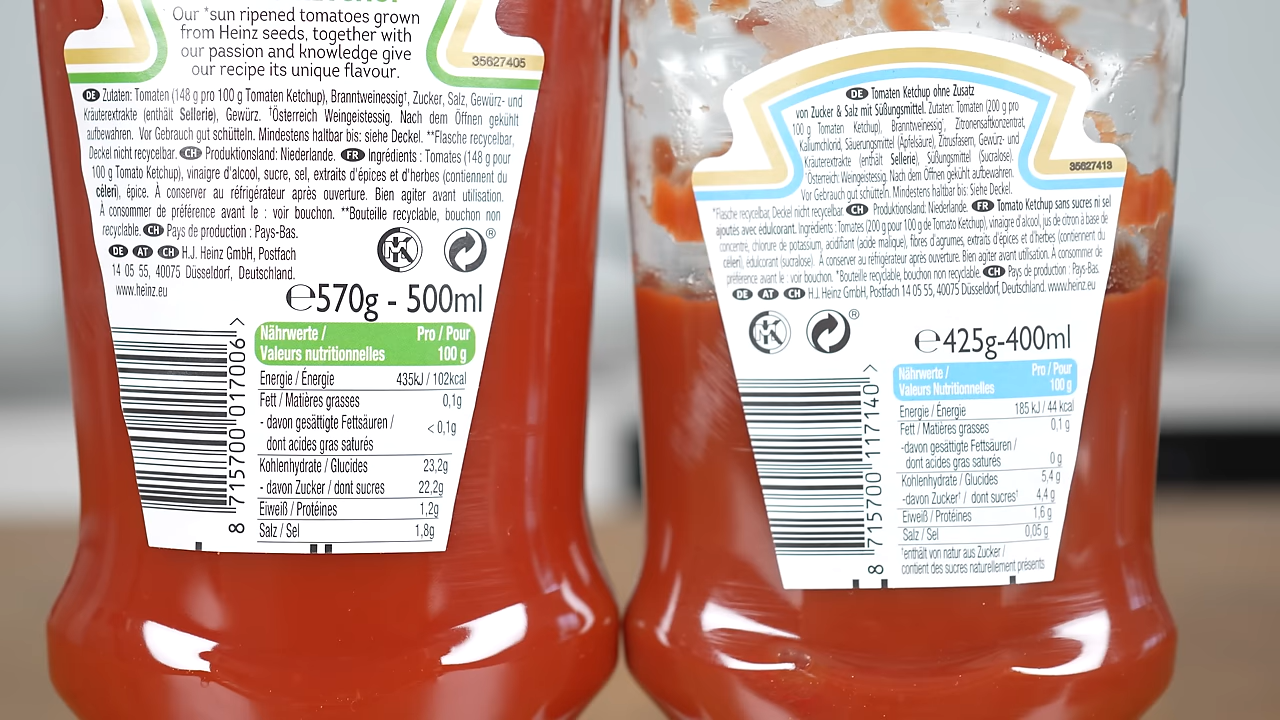 Our *sun ripened tomatoes grown
from Heinz seeds, together with
our passion and knowledge give
our recipe its unique flavour.
35627405
DE Zutaten: Tomaten (148 g pro 100 g Tomaten Ketchup), Branntweinessig†, Zucker, Salz, Gewürz- und
Kräuterextrakte (enthält Sellerie), Gewürz. †Österreich Weingeistessig. Nach dem Öffnen gekühlt
aufbewahren. Vor Gebrauch gut schütteln. Mindestens haltbar bis: siehe Deckel. **Flasche recycelbar,
Deckel nicht recycelbar. CH Produktionsland: Niederlande. FR Ingrédients : Tomates (148 g pour
100 g Tomato Ketchup), vinaigre d'alcool, sucre, sel, extraits d'épices et d'herbes (contiennent du
céleri), épice. À conserver au réfrigérateur après ouverture. Bien agiter avant utilisation.
À consommer de préférence avant le : voir bouchon. **Bouteille recyclable, bouchon non
recyclable. CH Pays de production : Pays-Bas.
DE AT CH H.J. Heinz GmbH, Postfach
14 05 55, 40075 Düsseldorf, Deutschland.
www.heinz.eu
K
®
℮570g - 500ml
8 715700 017006 >
Nährwerte / Pro / Pour
Valeurs nutritionnelles 100 g
Energie / Énergie 435kJ / 102kcal
Fett / Matières grasses 0,1g
- davon gesättigte Fettsäuren /
dont acides gras saturés < 0,1g
Kohlenhydrate / Glucides 23,2g
- davon Zucker / dont sucres 22,2g
Eiweiß / Protéines 1,2g
Salz / Sel 1,8g
DE Tomaten Ketchup ohne Zusatz
von Zucker & Salz mit Süßungsmittel. Zutaten: Tomaten (200 g pro
100 g Tomaten Ketchup), Branntweinessig, Zitronensaftkonzentrat,
Kaliumchlorid, Säuerungsmittel (Äpfelsäure), Zitrusfasern, Gewürz- und
Kräuterextrakte (enthält Sellerie), Süßungsmittel (Sucralose).
Österreich: Weingeistessig. Nach dem Öffnen gekühlt aufbewahren.
Vor Gebrauch gut schütteln. Mindestens haltbar bis: Siehe Deckel.
35627413
*Flasche recycelbar, Deckel nicht recycelbar. CH Produktionsland: Niederlande. FR Tomato Ketchup sans sucres ni sel
ajoutés avec édulcorant. Ingrédients : Tomates (200 g pour 100 g de Tomato Ketchup), vinaigre d'alcool, jus de citron à base de
concentré, chlorure de potassium, acidifiant (acide malique), fibres d'agrumes, extraits d'épices et d'herbes (contiennent du
céleri), édulcorant (sucralose). À conserver au réfrigérateur après ouverture. Bien agiter avant utilisation. À consommer de
préférence avant le : voir bouchon. *Bouteille recyclable, bouchon non recyclable. CH Pays de production : Pays-Bas.
DE AT CH H.J. Heinz GmbH, Postfach 14 05 55, 40075 Düsseldorf, Deutschland. www.heinz.eu
K
®
℮425g-400ml
8 715700 117140 >
Nährwerte / Pro / Pour
Valeurs Nutritionnelles 100 g
Energie / Énergie 185 kJ / 44 kcal
Fett / Matières grasses 0,1 g
-davon gesättigte Fettsäuren /
dont acides gras saturés 0 g
Kohlenhydrate / Glucides 5,4 g
-davon Zucker† / dont sucres† 4,4 g
Eiweiß / Protéines 1,6 g
Salz / Sel 0,05 g
†enthält von natur aus Zucker /
contient des sucres naturellement présents